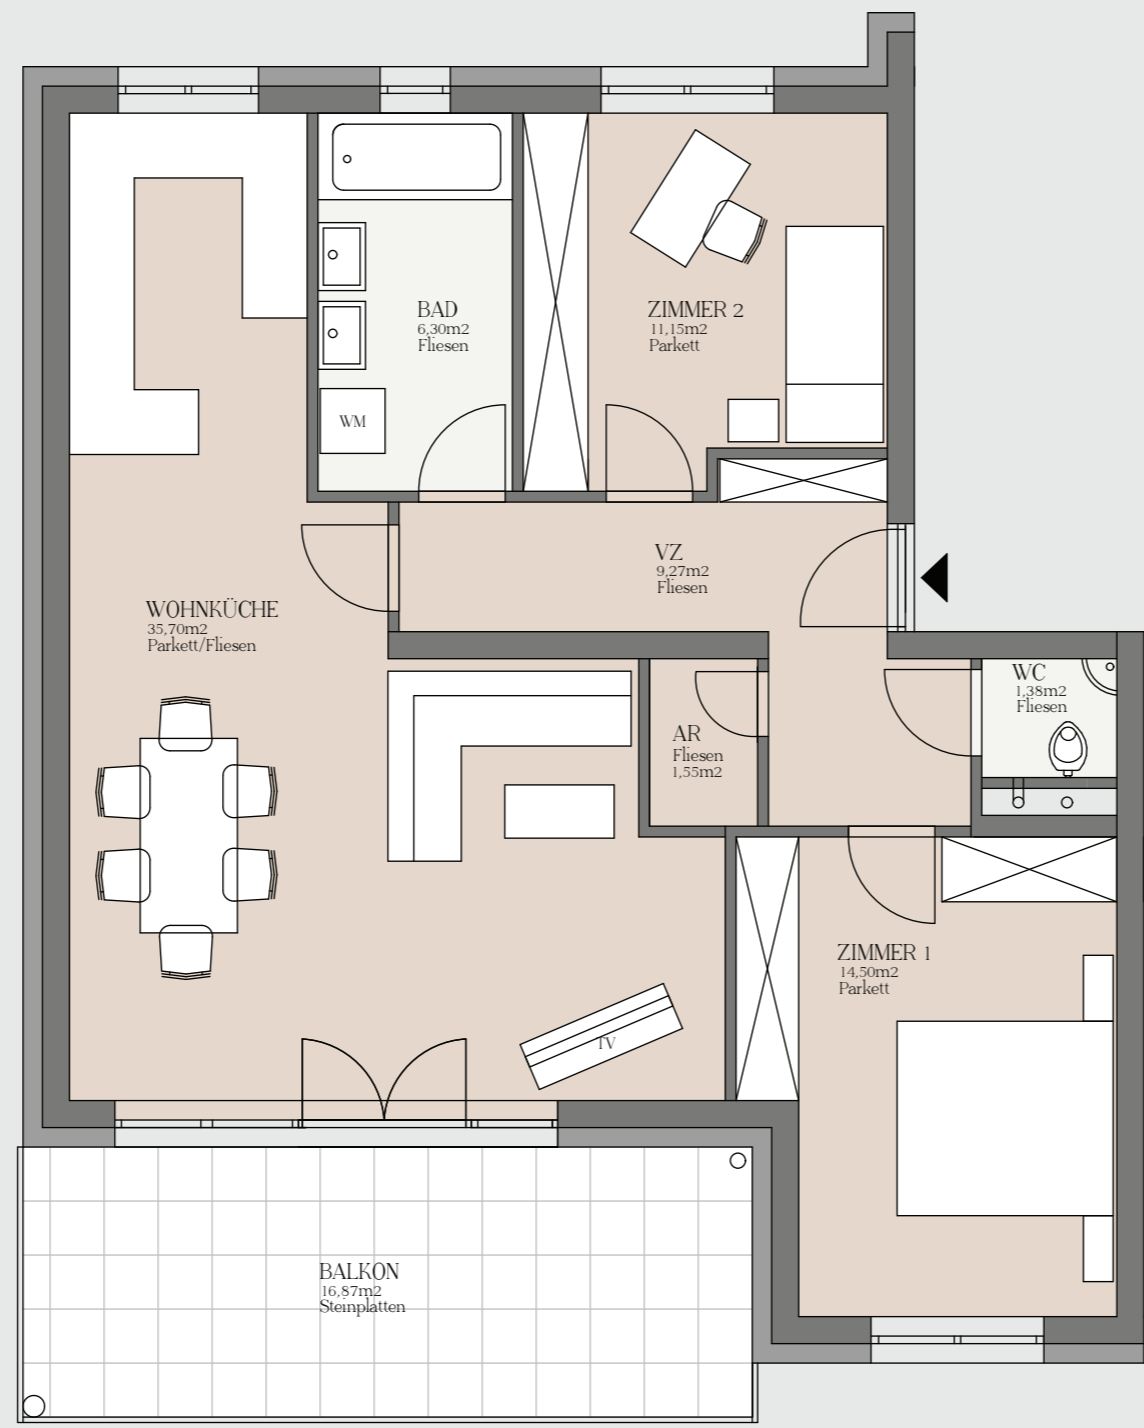 BAD
6,30m2
Fliesen
ZIMMER 2
11,15m2
Parkett
WM
VZ
9,27m2
Fliesen
WOHNKÜCHE
35,70m2
Parkett/Fliesen
WC
1,38m2
Fliesen
AR
Fliesen
1,55m2
ZIMMER 1
14,50m2
Parkett
TV
BALKON
16,87m2
Steinplatten